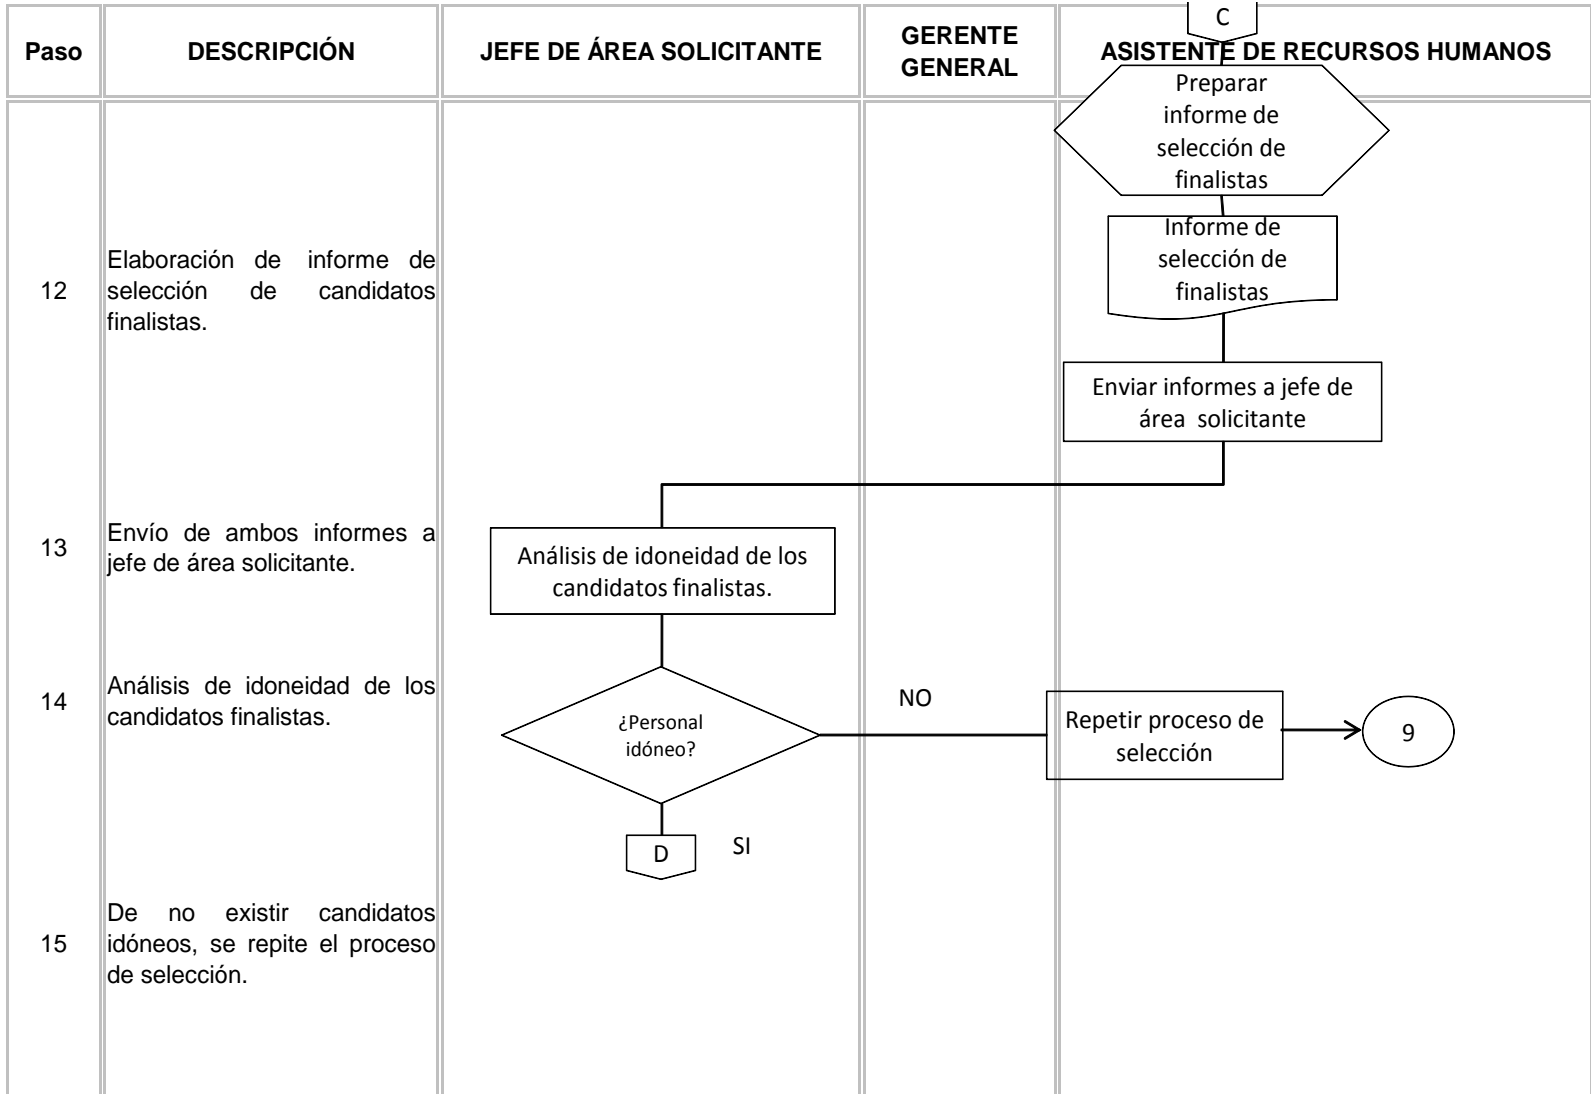 C
Paso
DESCRIPCIÓN
JEFE DE ÁREA SOLICITANTE
GERENTE
GENERAL
ASISTENTE DE RECURSOS HUMANOS
Preparar
informe de
selección de
finalistas
Informe de
selección de
finalistas
12
Elaboración de informe de
selección de candidatos
finalistas.
Enviar informes a jefe de
área solicitante
13
Envío de ambos informes a
jefe de área solicitante.
Análisis de idoneidad de los
candidatos finalistas.
14
Análisis de idoneidad de los
candidatos finalistas.
¿Personal
idóneo?
NO
Repetir proceso de
selección
9
D
SI
15
De no existir candidatos
idóneos, se repite el proceso
de selección.